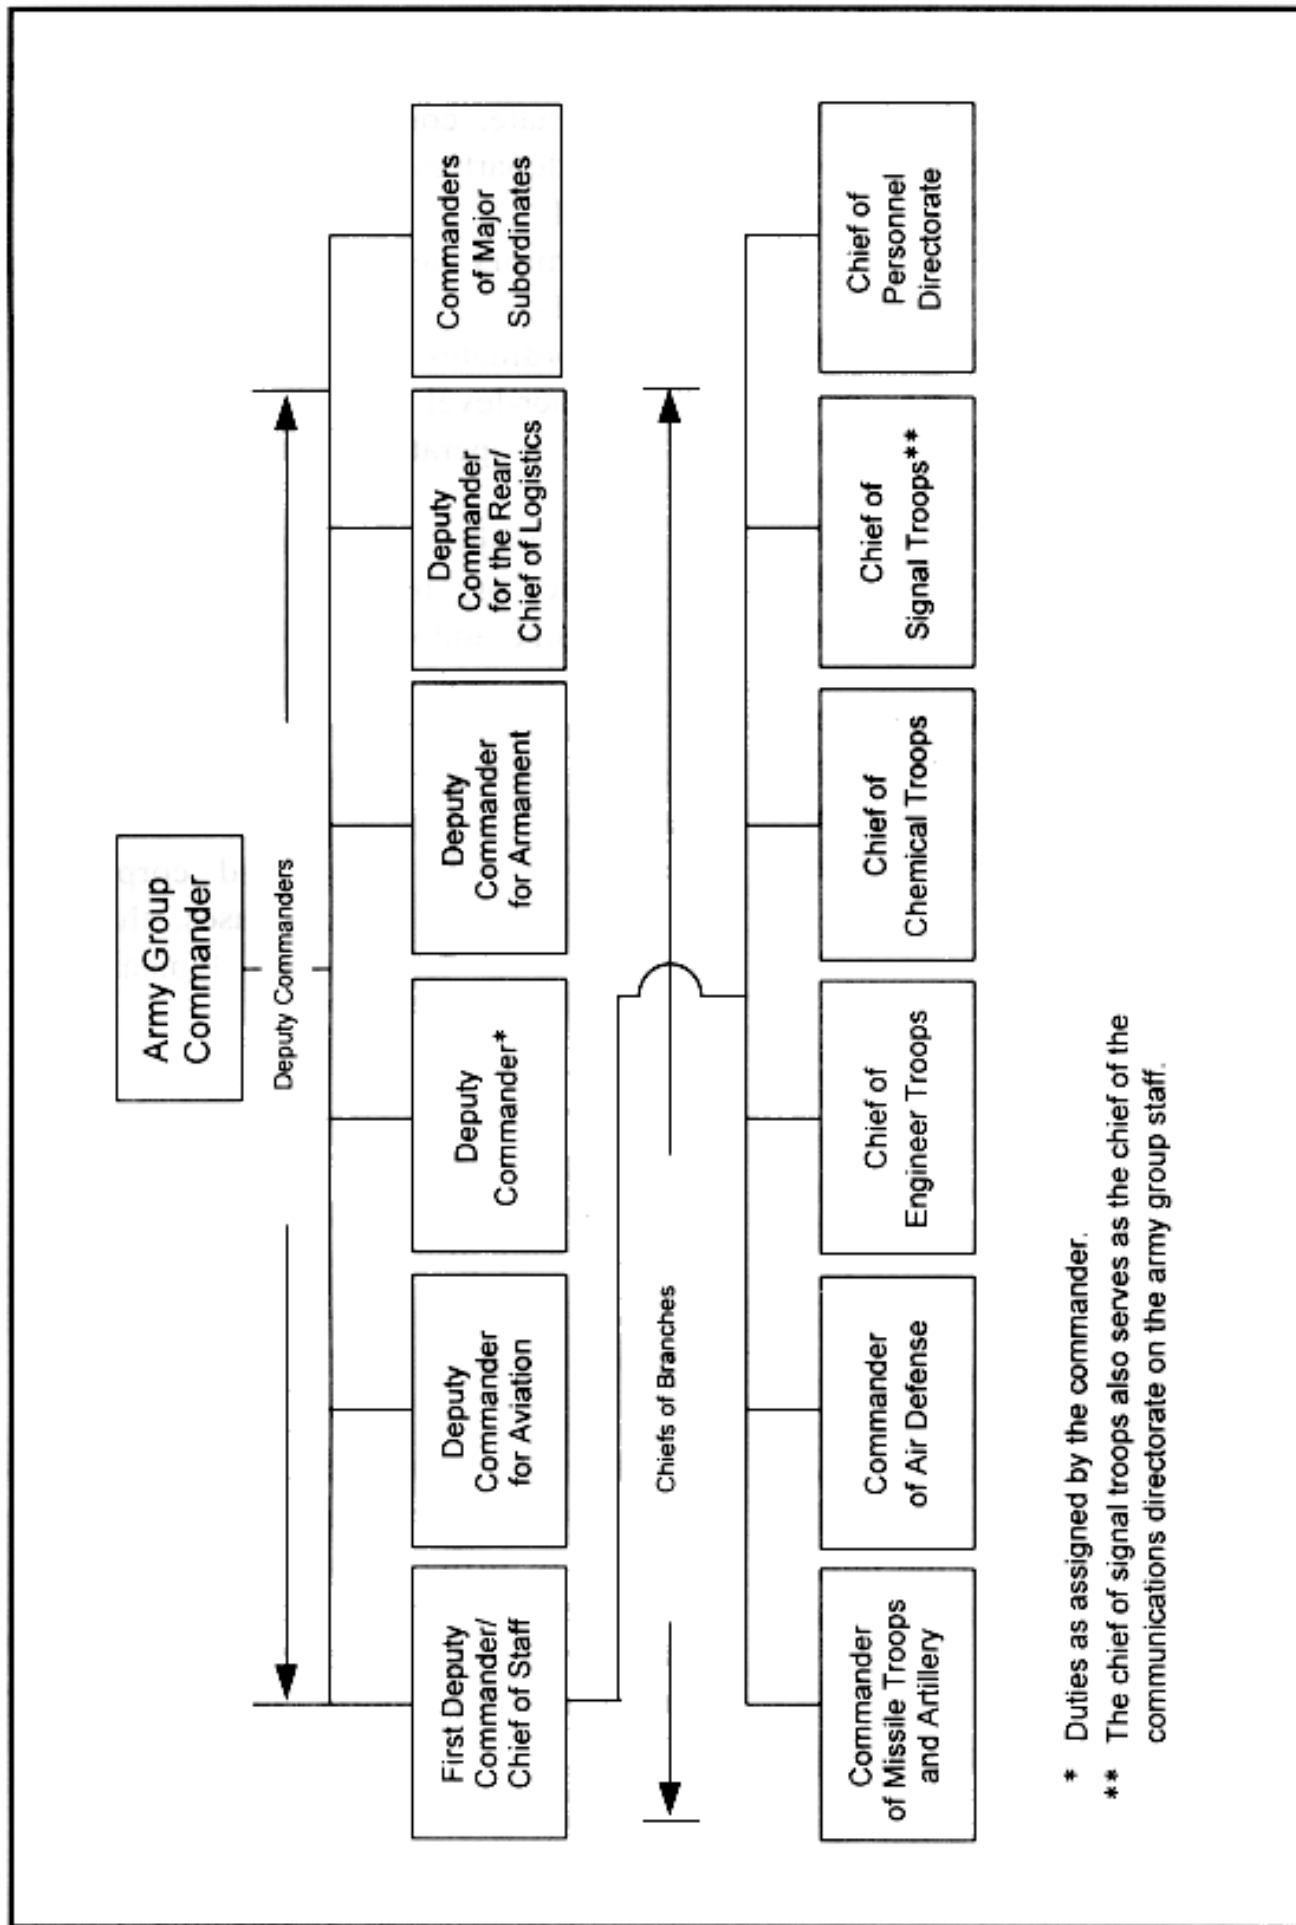 Army Group
Commander
Deputy Commanders
First Deputy
Commander/
Chief of Staff
Deputy
Commander
for Aviation
Deputy
Commander*
Deputy
Commander
for Armament
Deputy
Commander
for the Rear/
Chief of Logistics
Commanders
of Major
Subordinates
Chiefs of Branches
Commander
of Missile Troops
and Artillery
Commander
of Air Defense
Chief of
Engineer Troops
Chief of
Chemical Troops
Chief of
Signal Troops**
Chief of
Personnel
Directorate
* Duties as assigned by the commander.
** The chief of signal troops also serves as the chief of the
communications directorate on the army group staff.